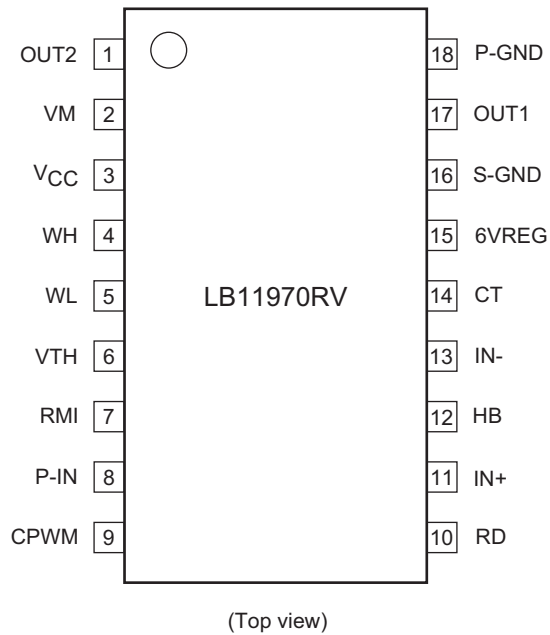 OUT2 1 18 P-GND
VM 2 17 OUT1
VCC 3 16 S-GND
WH 4 15 6VREG
WL 5 LB11970RV 14 CT
VTH 6 13 IN-
RMI 7 12 HB
P-IN 8 11 IN+
CPWM 9 10 RD
(Top view)